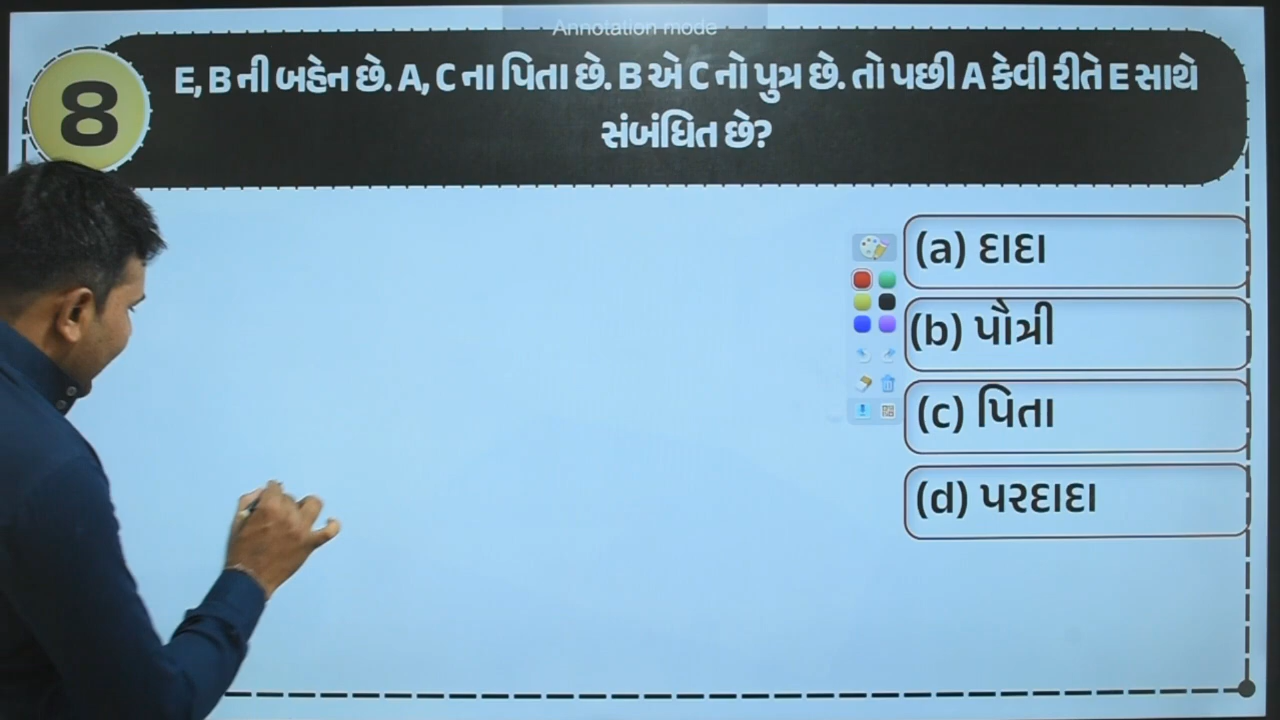 Annotation mode
8
E, B ની બહેન છે. A, C ના પિતા છે. B એ C નો પુત્ર છે. તો પછી A કેવી રીતે E સાથે
સંબંધિત છે?
(a) દાદા
(b) પૌત્રી
(c) પિતા
(d) પરદાદા